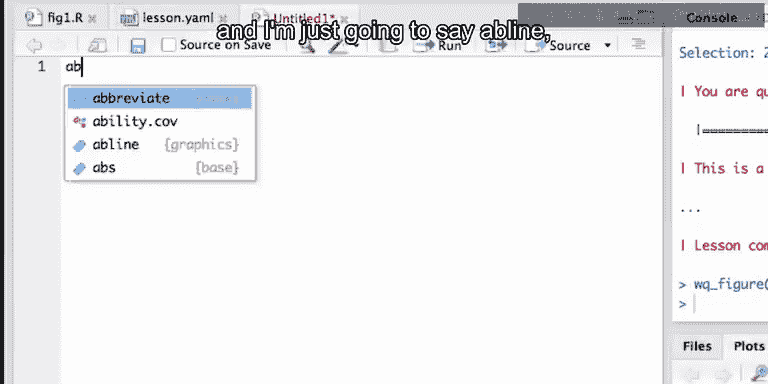 fig1.R lesson.yaml Untitled1* Console
and I'm just going to say abline,
Source on Save Run Source
Selection: 2
1 ab
| You are qu
abbreviate
ability.cov
|==========
abline {graphics}
abs {base}
| This is a
...
| Lesson com
> wq_figure(
>
Files Plots